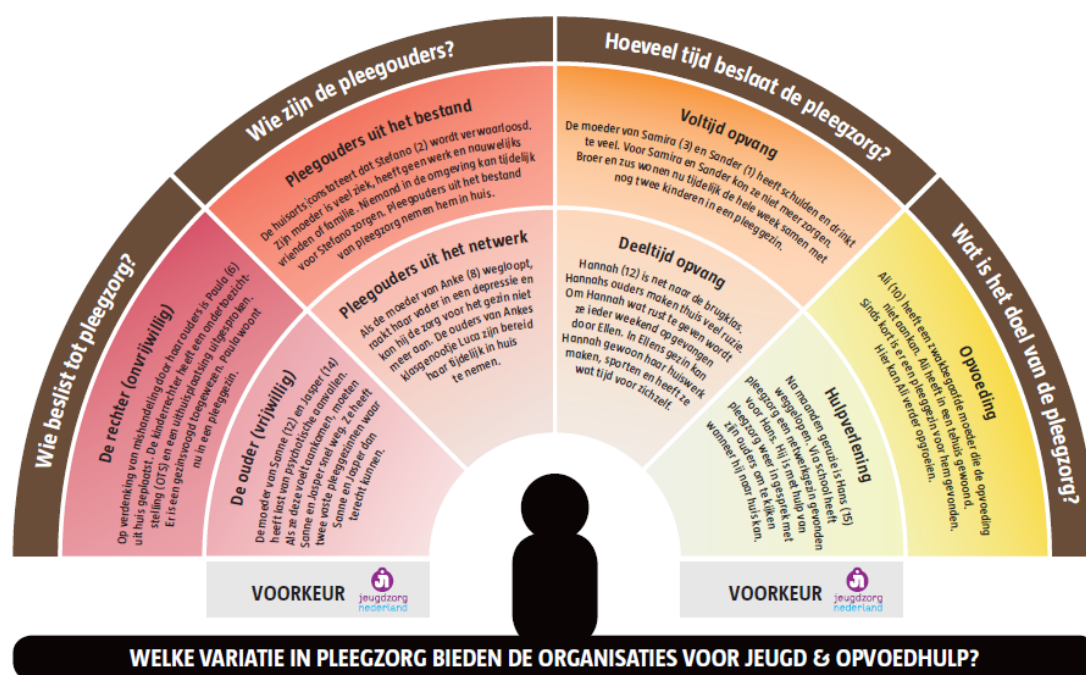 Wie beslist tot pleegzorg?
De rechter (onvrijwillig)
Op verdenking van mishandeling door haar ouders is Paula (6)
uit huis geplaatst. De kinderrechter heeft een ondertoezicht-
stelling (OTS) en een uithuisplaatsing uitgesproken.
Er is een gezinsvoogd toegewezen. Paula woont
nu in een pleeggezin.
De ouder (vrijwillig)
De moeder van Sanne (12) en Jasper (14)
heeft last van psychotische aanvallen.
Als ze deze voelt aankomen, moeten
Sanne en Jasper snel weg. Ze heeft
twee vaste pleeggezinnen waar
Sanne en Jasper dan
terecht kunnen.
Wie zijn de pleegouders?
Pleegouders uit het bestand
De huisarts constateert dat Stefano (2) wordt verwaarloosd.
Zijn moeder is veel ziek, heeft geen werk en nauwelijks
vrienden of familie. Niemand in de omgeving kan tijdelijk
voor Stefano zorgen. Pleegouders uit het bestand
van pleegzorg nemen hem in huis.
Pleegouders uit het netwerk
Als de moeder van Anke (8) wegloopt,
raakt haar vader in een depressie en
kan hij de zorg voor het gezin niet
meer aan. De ouders van Ankes
klasgenootje Luca zijn bereid
haar tijdelijk in huis
te nemen.
Hoeveel tijd beslaat de pleegzorg?
Voltijd opvang
De moeder van Samira (3) en Sander (1) heeft schulden en drinkt
te veel. Voor Samira en Sander kan ze niet meer zorgen.
Broer en zus wonen nu tijdelijk de hele week samen met
nog twee kinderen in een pleeggezin.
Deeltijd opvang
Hannah (12) is net naar de brugklas.
Hannahs ouders maken thuis veel ruzie.
Om Hannah wat rust te geven wordt
ze ieder weekend opgevangen
door Ellen. In Ellens gezin kan
Hannah gewoon haar huiswerk
maken, sporten en heeft ze
wat tijd voor zichzelf.
Wat is het doel van de pleegzorg?
Opvoeding
Ali (10) heeft een zwakbegaafde moeder die de opvoeding
niet aankan. Ali heeft in een tehuis gewoond.
Sinds kort is er een pleeggezin voor hem gevonden.
Hier kan Ali verder opgroeien.
Hulpverlening
Na maanden geruzie is Hans (15)
weggelopen. Via school heeft
pleegzorg een netwerkgezin gevonden
voor Hans. Hij is met hulp van
pleegzorg weer in gesprek met
zijn ouders om te kijken
wanneer hij naar huis kan.
VOORKEUR
jeugdzorg
nederland
VOORKEUR
jeugdzorg
nederland
WELKE VARIATIE IN PLEEGZORG BIEDEN DE ORGANISATIES VOOR JEUGD & OPVOEDHULP?